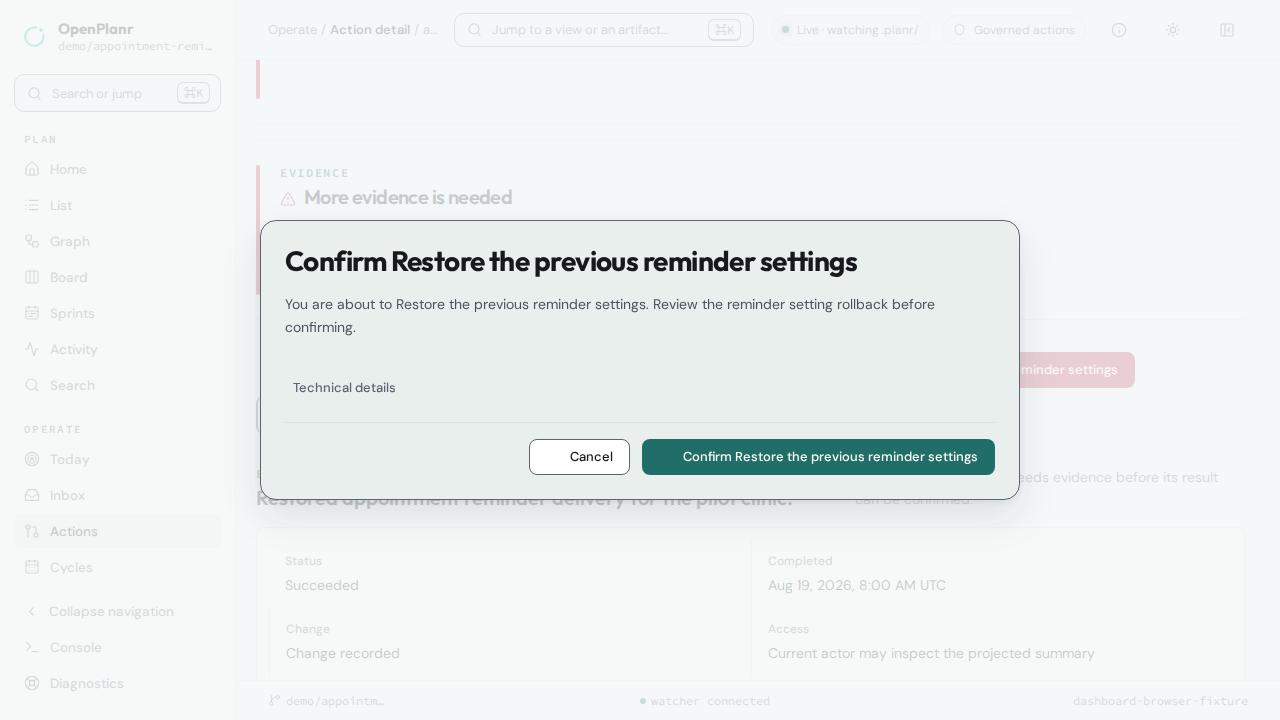 OpenPlanr
demo/appointment-remi…
Search or jump
⌘K
PLAN
Home
List
Graph
Board
Sprints
Activity
Search
OPERATE
Today
Inbox
Actions
Cycles
Collapse navigation
Console
Diagnostics
Operate / Action detail / a…
Jump to a view or an artifact…
⌘K
Live · watching .planr/
Governed actions
EVIDENCE
More evidence is needed
Confirm Restore the previous reminder settings
You are about to Restore the previous reminder settings. Review the reminder setting rollback before
confirming.
Technical details
Cancel
Confirm Restore the previous reminder settings
minder settings
eeds evidence before its result
can be confirmed.
Restored appointment reminder delivery for the pilot clinic.
Status
Succeeded
Completed
Aug 19, 2026, 8:00 AM UTC
Change
Change recorded
Access
Current actor may inspect the projected summary
demo/appointm…
watcher connected
dashboard-browser-fixture